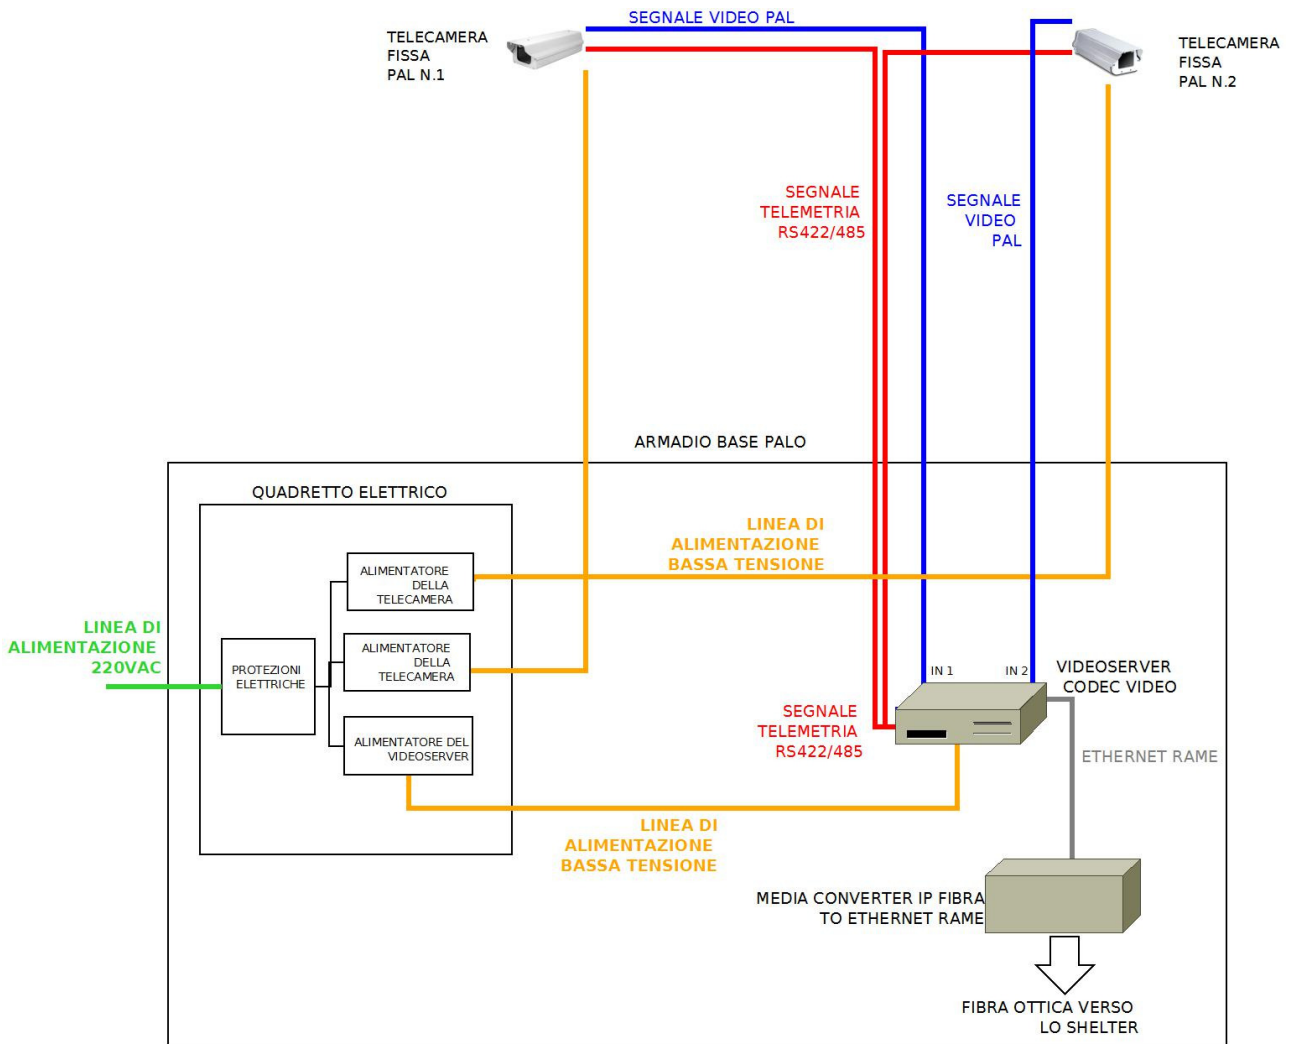 SEGNALE VIDEO PAL
TELECAMERA
FISSA
PAL N.1
TELECAMERA
FISSA
PAL N.2
SEGNALE
TELEMETRIA
RS422/485
SEGNALE
VIDEO
PAL
ARMADIO BASE PALO
QUADRETTO ELETTRICO
LINEA DI
ALIMENTAZIONE
BASSA TENSIONE
ALIMENTATORE
DELLA
TELECAMERA
LINEA DI
ALIMENTAZIONE
220VAC
PROTEZIONI
ELETTRICHE
ALIMENTATORE
DELLA
TELECAMERA
IN 1
IN 2
VIDEOSERVER
CODEC VIDEO
SEGNALE
TELEMETRIA
RS422/485
ALIMENTATORE DEL
VIDEOSERVER
ETHERNET RAME
LINEA DI
ALIMENTAZIONE
BASSA TENSIONE
MEDIA CONVERTER IP FIBRA
TO ETHERNET RAME
FIBRA OTTICA VERSO
LO SHELTER